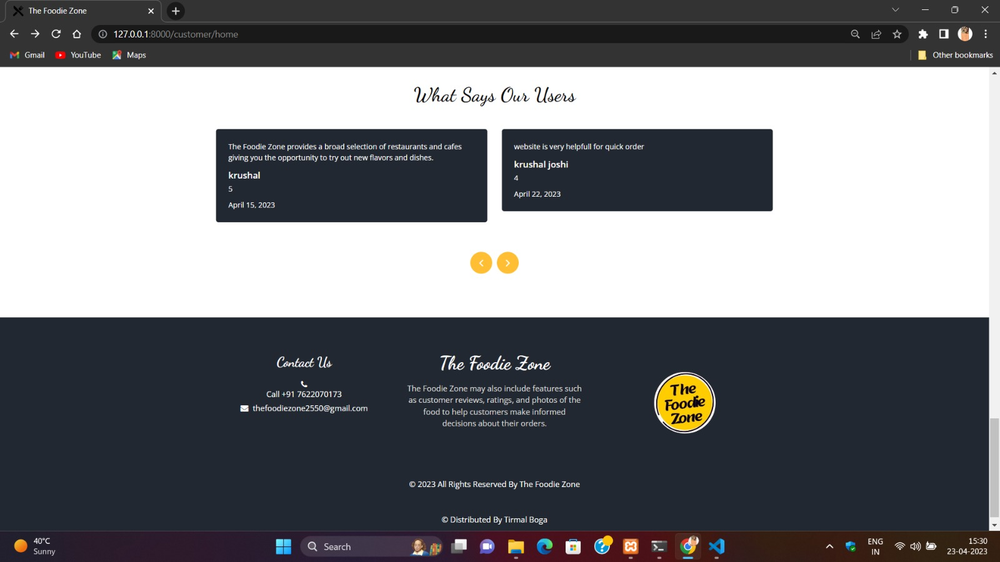 The Foodie Zone
127.0.0.1:8000/customer/home
Gmail
YouTube
Maps
Other bookmarks
What Says Our Users
The Foodie Zone provides a broad selection of restaurants and cafes
giving you the opportunity to try out new flavors and dishes.
krushal
5
April 15, 2023
website is very helpfull for quick order
krushal joshi
4
April 22, 2023
Contact Us
Call +91 7622070173
thefoodiezone2550@gmail.com
The Foodie Zone
The Foodie Zone may also include features such
as customer reviews, ratings, and photos of the
food to help customers make informed
decisions about their orders.
The
Foodie
Zone
© 2023 All Rights Reserved By The Foodie Zone
© Distributed By Tirmal Boga
40°C
Sunny
Search
ENG
IN
15:30
23-04-2023